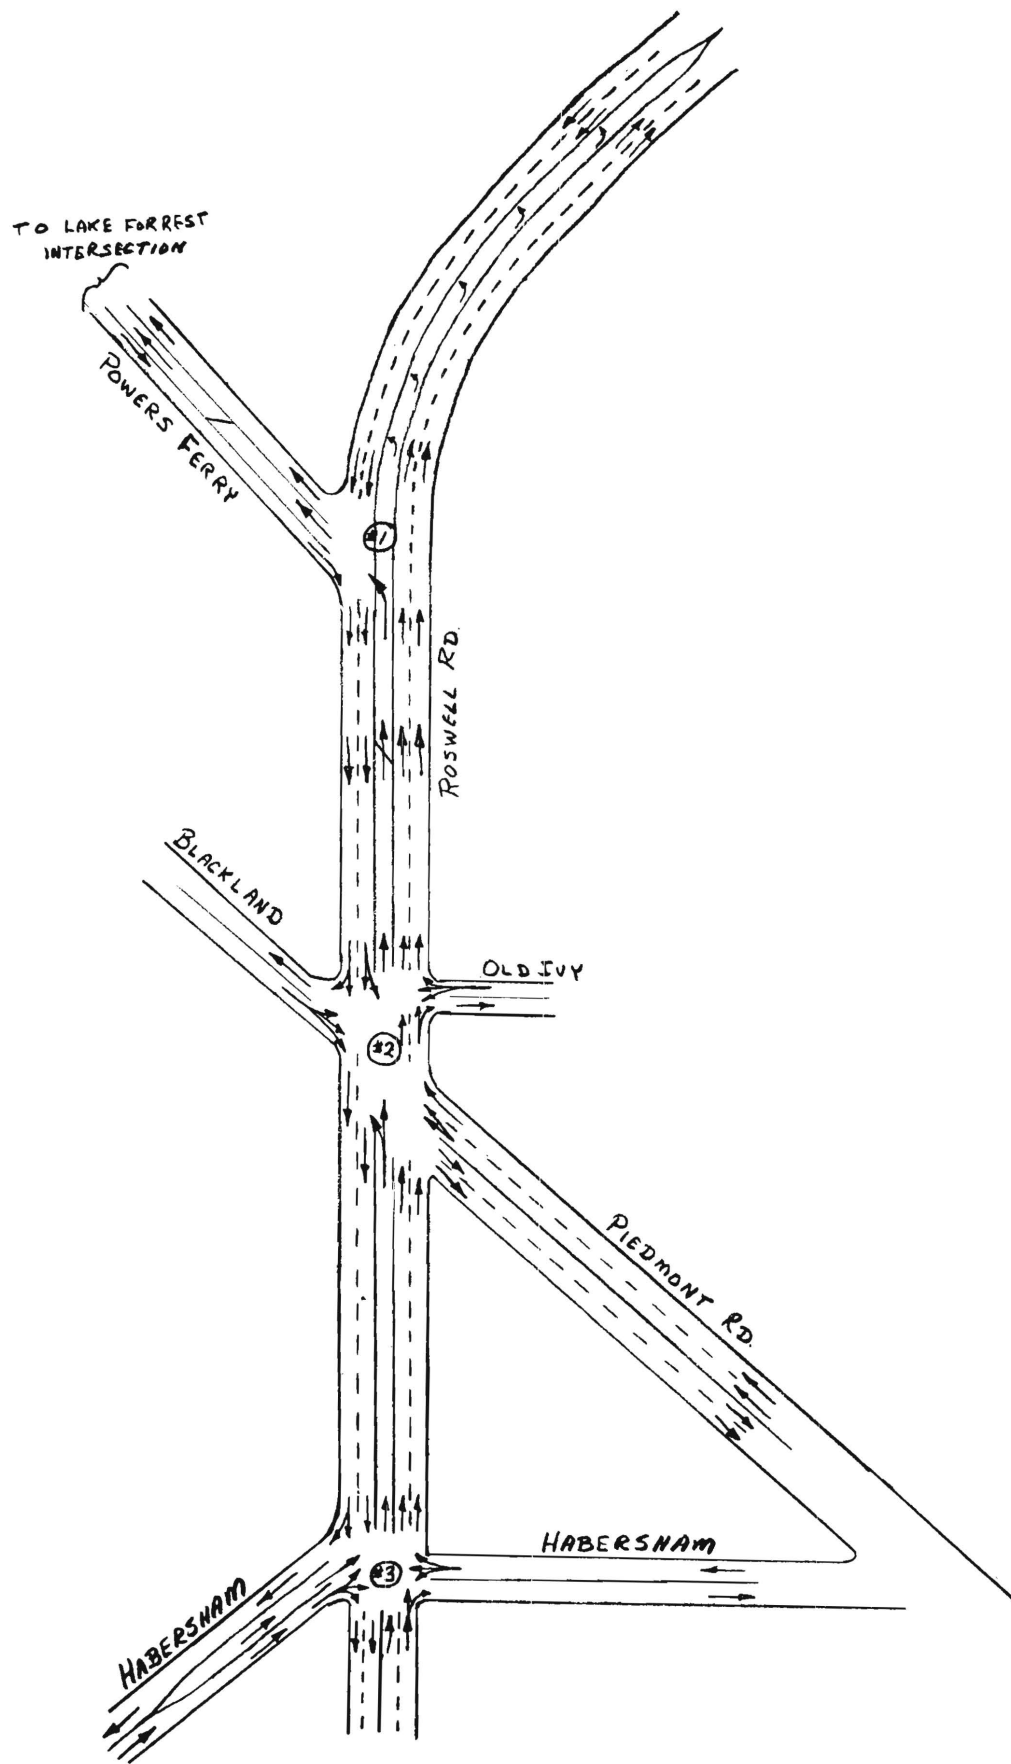 TO LAKE FORREST
INTERSECTION
POWERS FERRY
#1
ROSWELL RD.
BLACKLAND
OLD IVY
#2
PIEDMONT RD.
HABERSHAM
#3
HABERSHAM